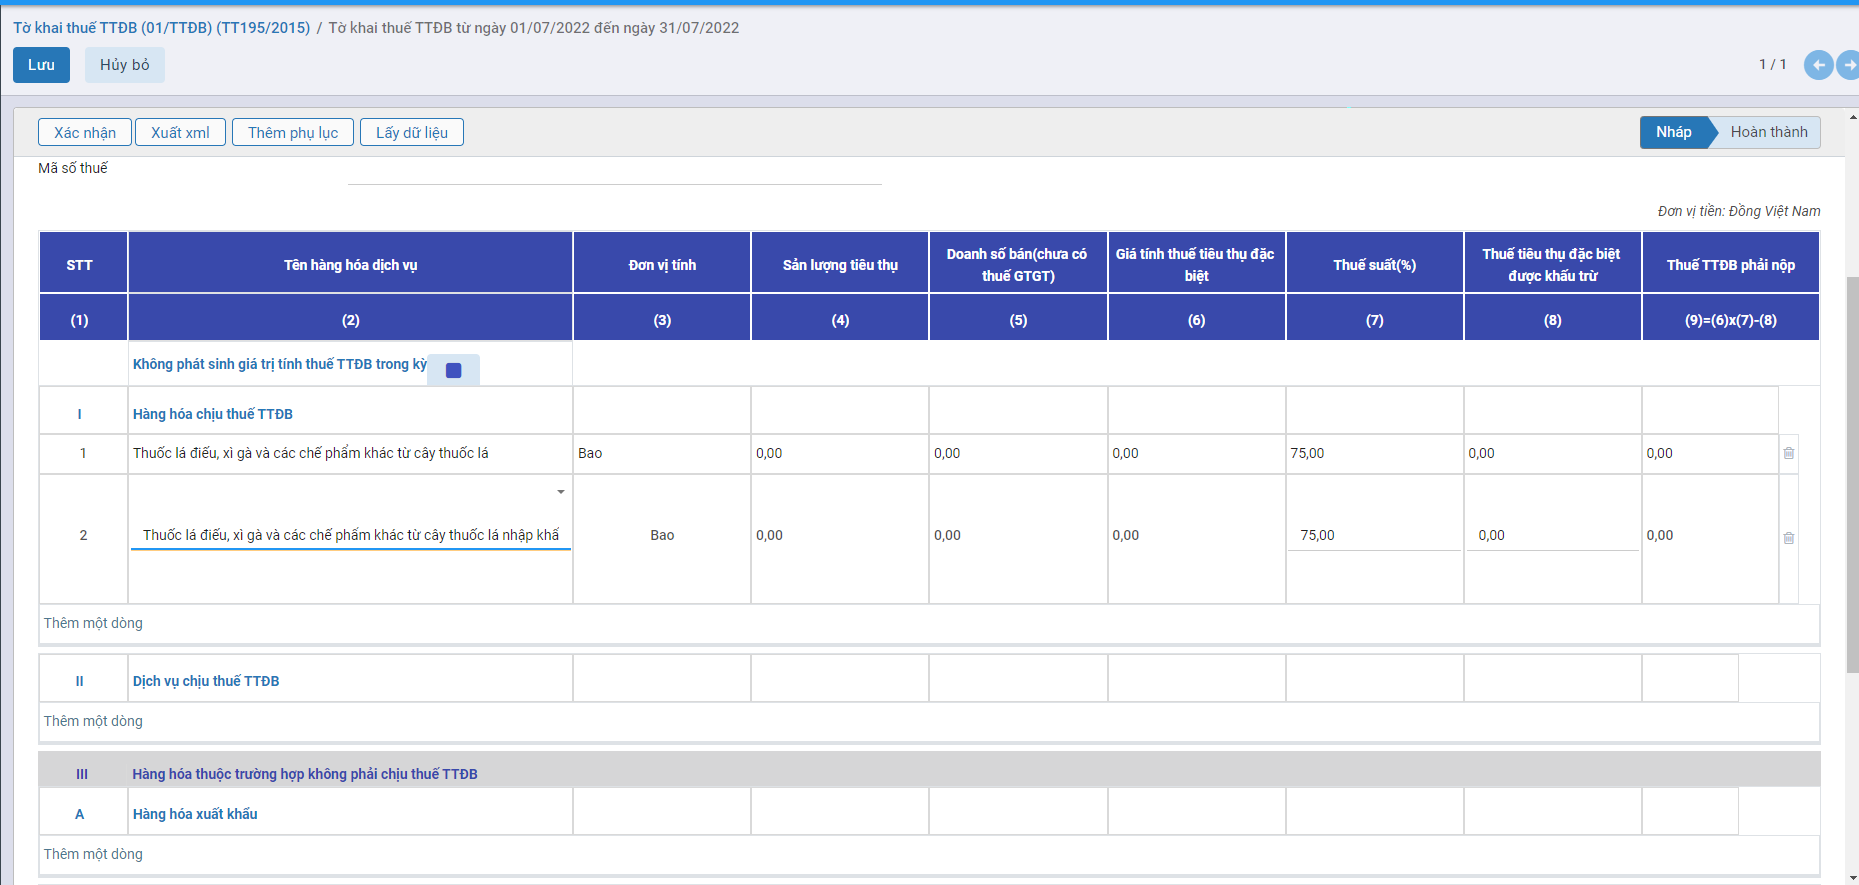 Tờ khai thuế TTĐB (01/TTĐB) (TT195/2015) / Tờ khai thuế TTĐB từ ngày 01/07/2022 đến ngày 31/07/2022
Lưu Hủy bỏ 1 / 1
Xác nhận Xuất xml Thêm phụ lục Lấy dữ liệu Nháp Hoàn thành
Mã số thuế
Đơn vị tiền: Đồng Việt Nam
STT Tên hàng hóa dịch vụ Đơn vị tính Sản lượng tiêu thụ Doanh số bán(chưa có thuế GTGT) Giá tính thuế tiêu thụ đặc biệt Thuế suất(%) Thuế tiêu thụ đặc biệt được khấu trừ Thuế TTĐB phải nộp
(1) (2) (3) (4) (5) (6) (7) (8) (9)=(6)x(7)-(8)
Không phát sinh giá trị tính thuế TTĐB trong kỳ
I Hàng hóa chịu thuế TTĐB
1 Thuốc lá điếu, xì gà và các chế phẩm khác từ cây thuốc lá Bao 0,00 0,00 0,00 75,00 0,00 0,00
2 Thuốc lá điếu, xì gà và các chế phẩm khác từ cây thuốc lá nhập khẩ Bao 0,00 0,00 0,00 75,00 0,00 0,00
Thêm một dòng
II Dịch vụ chịu thuế TTĐB
Thêm một dòng
III Hàng hóa thuộc trường hợp không phải chịu thuế TTĐB
A Hàng hóa xuất khẩu
Thêm một dòng